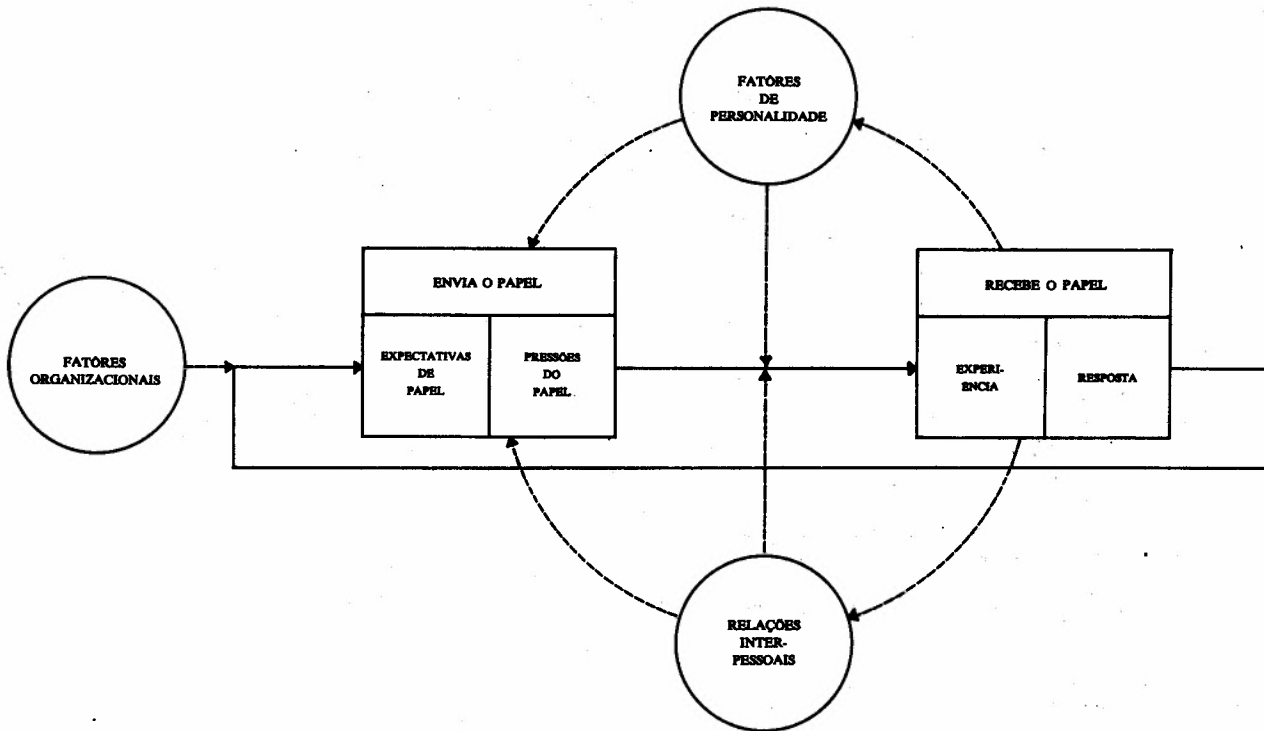 FATÔRES
DE
PERSONALIDADE
ENVIA O PAPEL
RECEBE O PAPEL
FATÔRES
ORGANIZACIONAIS
EXPECTATIVAS
DE
PAPEL
PRESSÕES
DO
PAPEL
EXPERI-
ENCIA
RESPOSTA
RELAÇÕES
INTER-
PESSOAIS